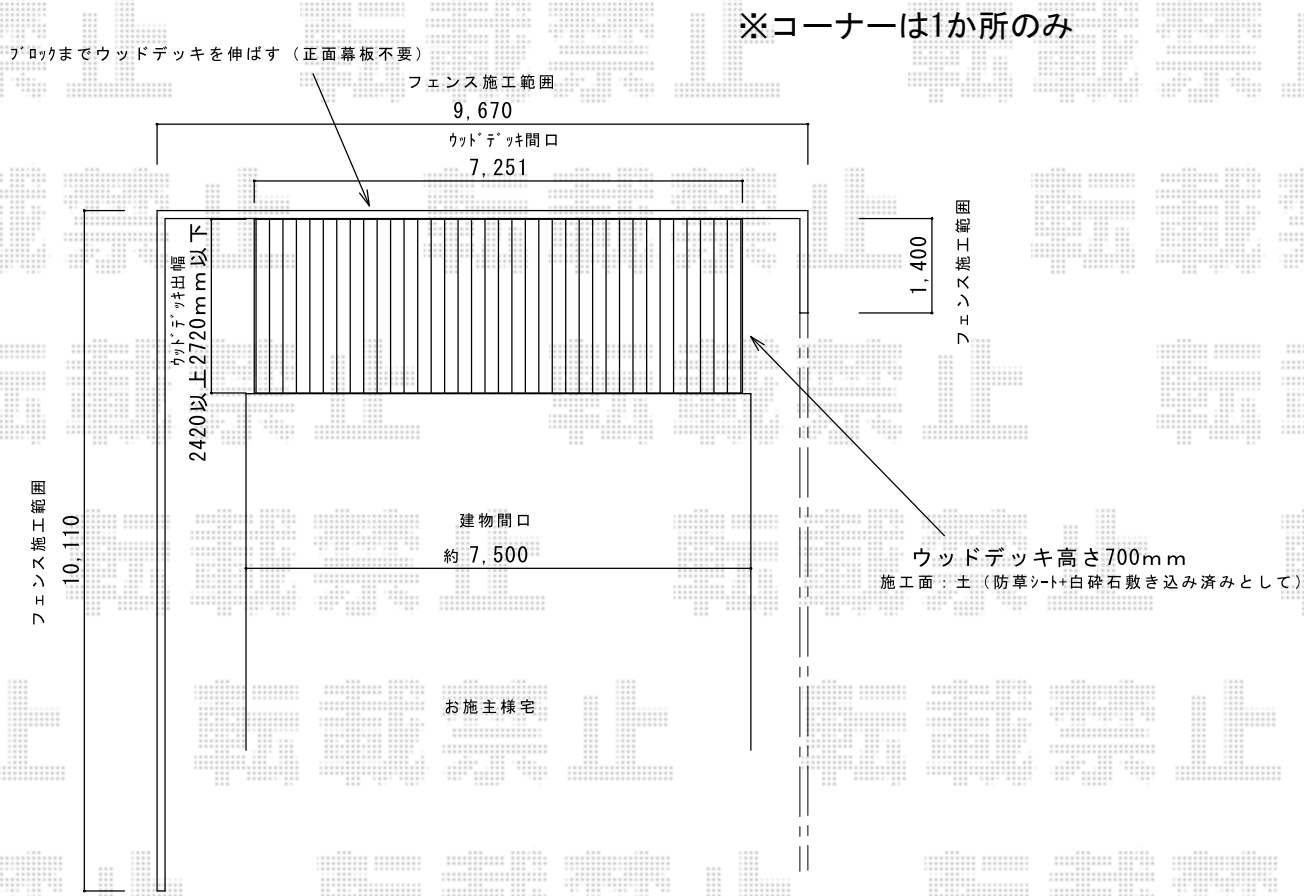 ※コーナーは1か所のみ
ﾌﾞﾛｯｸまでウッドデッキを伸ばす（正面幕板不要）
フェンス施工範囲
9,670
ｳｯﾄﾞﾃﾞｯｷ間口
7,251
ｳｯﾄﾞﾃﾞｯｷ出幅
2420以上2720mm以下
1,400
フェンス施工範囲
フェンス施工範囲
10,110
建物間口
約 7,500
ウッドデッキ高さ700mm
施工面：土（防草ｼｰﾄ+白砕石敷き込み済みとして）
お施主様宅
転載禁止